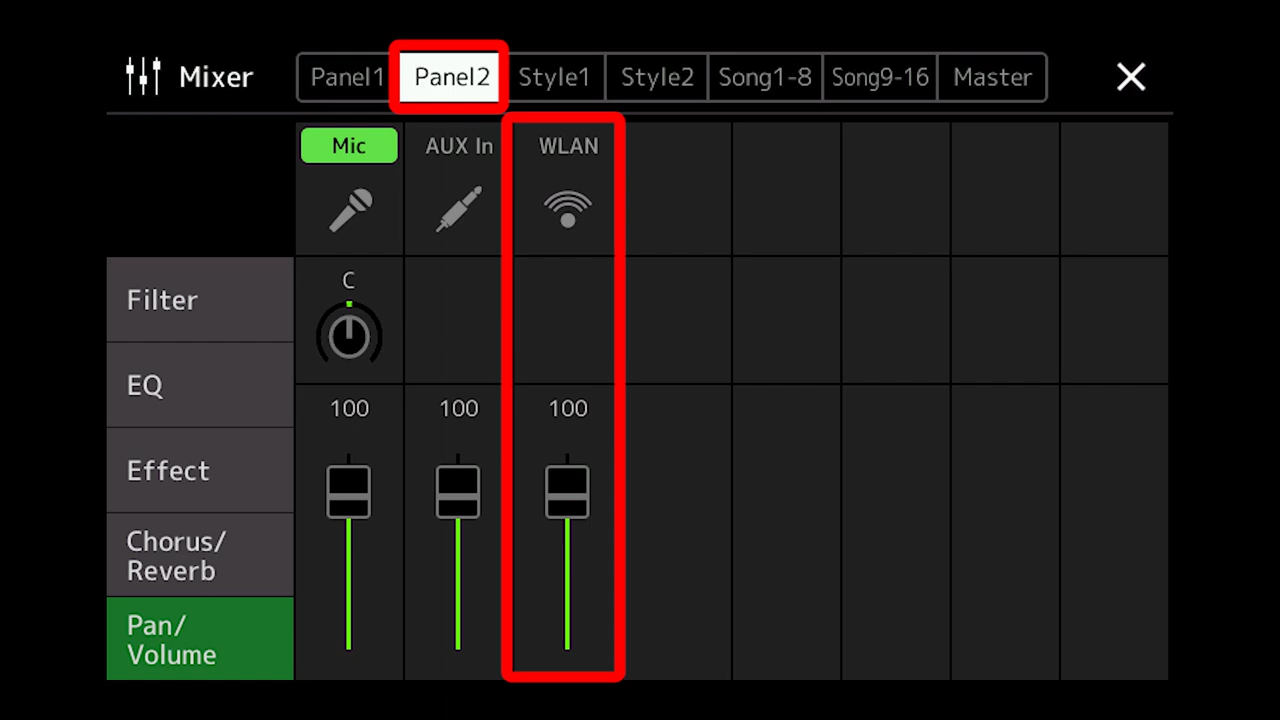 Mixer
Panel1 Panel2 Style1 Style2 Song1-8 Song9-16 Master
Mic AUX In WLAN
Filter
C
EQ
100 100 100
Effect
Chorus/
Reverb
Pan/
Volume